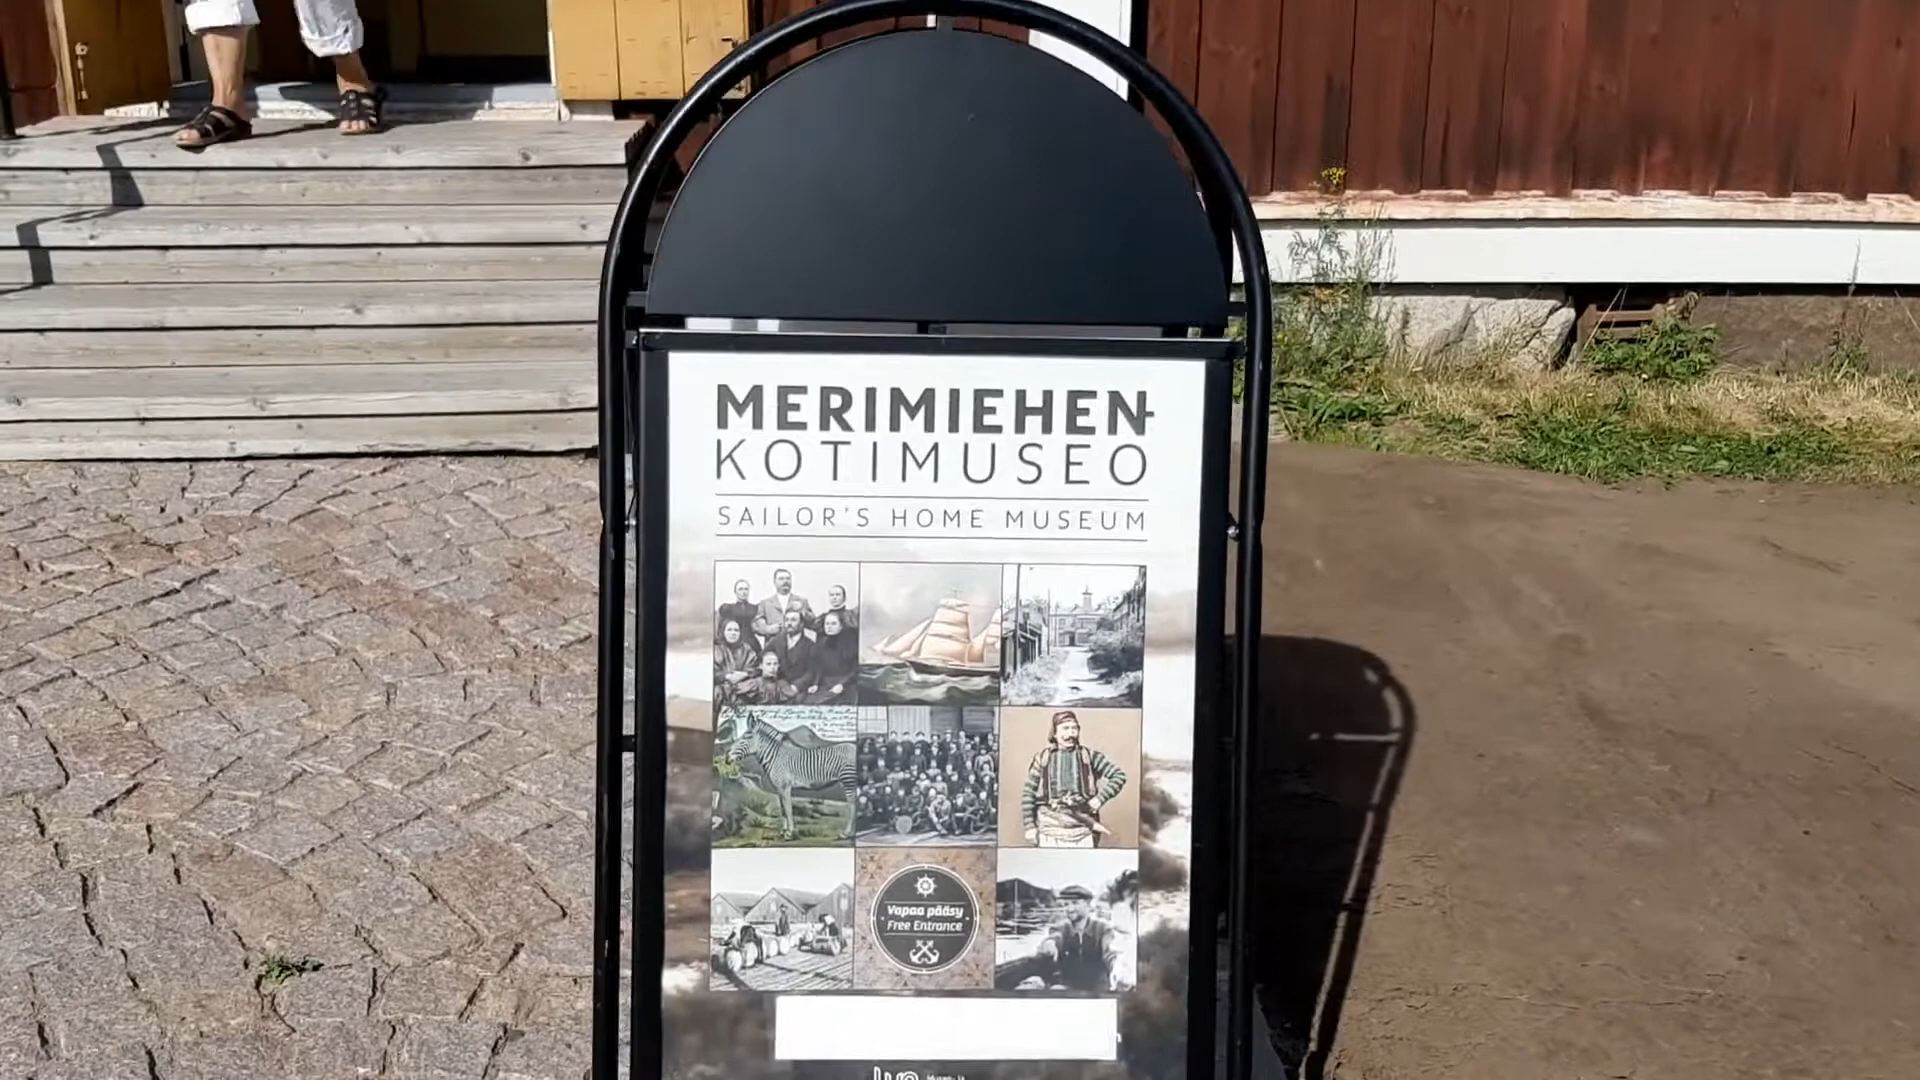 MERIMIEHEN
KOTIMUSEO
SAILOR'S HOME MUSEUM
Vapaa pääsy
Free Entrance